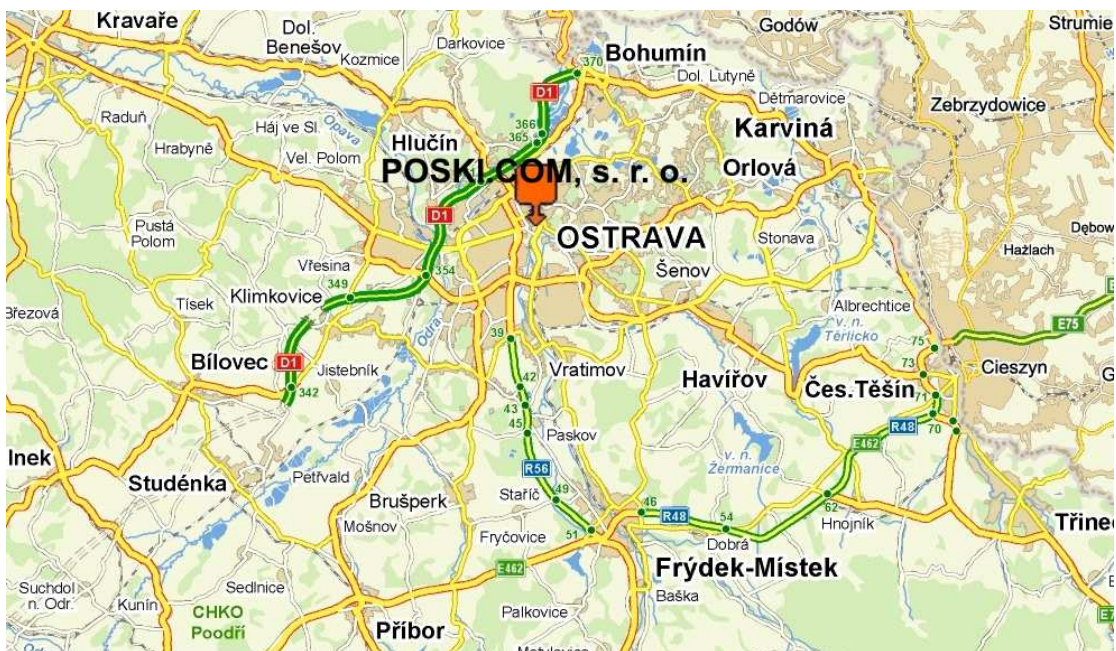 Kravaře
Dol.
Benešov
Darkovice
Kozmice
Bohumín
370
Godów
Strumie
Dol. Lutyně
Dětmarovice
Zebrzydowice
D1
366
365
Raduň
Háj ve Sl.
Opava
Hrabyně
Vel. Polom
Hlučín
Karviná
Orlová
POSKI.COM, s. r. o.
D1
OSTRAVA
Pustá
Polom
Stonava
Hażlach
Dębow
Vřesina
354
Šenov
349
Klimkovice
Tísek
Březová
Albrechtice
v. n.
Těrlicko
E75
Odra
39
75
Bílovec
D1
Jistebník
342
Vratimov
Havířov
73
Čes.Těšín
Cieszyn
42
43
45
71
70
R48
Paskov
E462
v. n.
Žermanice
lnek
Studénka
Petřvald
R56
Brušperk
Staříč
49
46
R48
54
62
Hnojník
Mošnov
Fryčovice
51
Dobrá
Třinec
E462
Frýdek-Místek
Suchdol
n. Odr.
Kunín
Sedlnice
CHKO
Poodří
Příbor
Palkovice
Baška